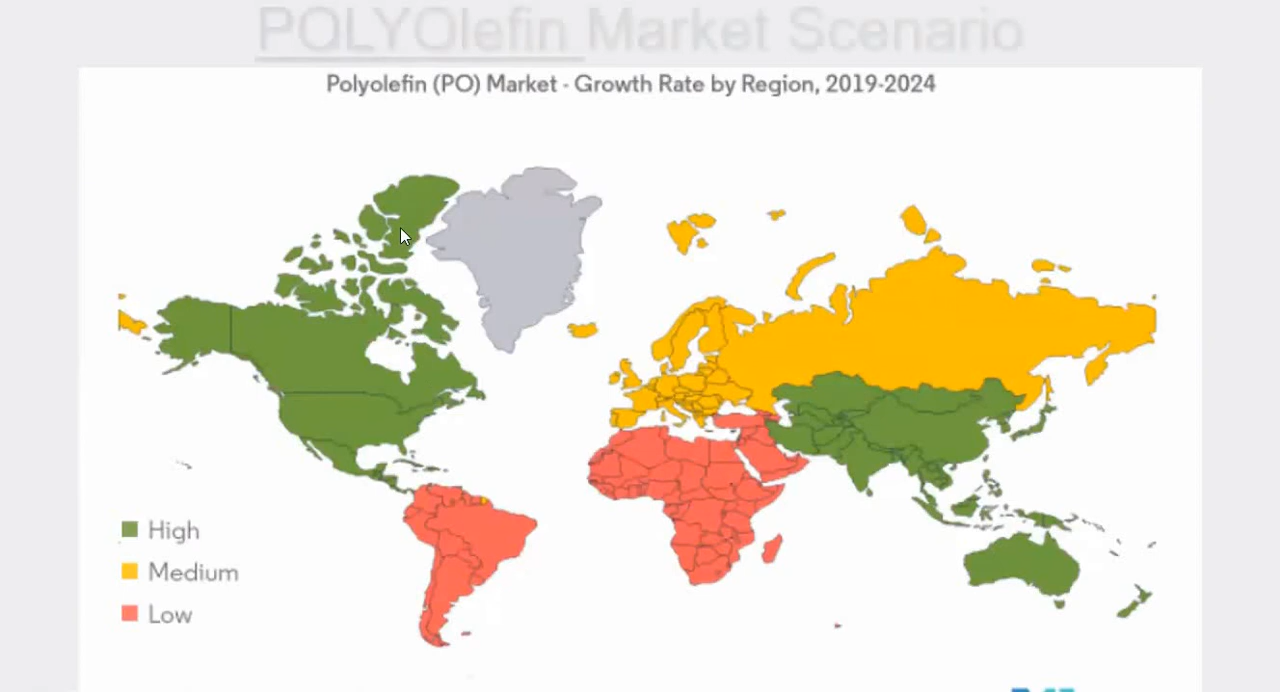 POLYOlefin Market Scenario
Polyolefin (PO) Market - Growth Rate by Region, 2019-2024
High
Medium
Low